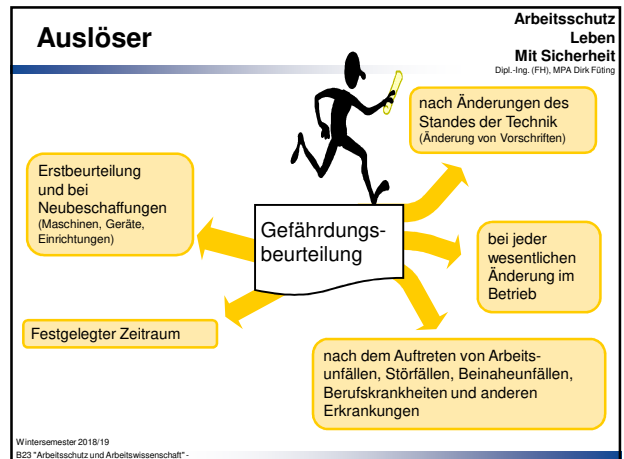 Auslöser
Arbeitsschutz
Leben
Mit Sicherheit
Dipl.-Ing. (FH), MPA Dirk Füting
nach Änderungen des
Standes der Technik
(Änderung von Vorschriften)
Erstbeurteilung
und bei
Neubeschaffungen
(Maschinen, Geräte,
Einrichtungen)
Gefährdungs-
beurteilung
bei jeder
wesentlichen
Änderung im
Betrieb
Festgelegter Zeitraum
nach dem Auftreten von Arbeits-
unfällen, Störfällen, Beinaheunfällen,
Berufskrankheiten und anderen
Erkrankungen
Wintersemester 2018/19
B23 "Arbeitsschutz und Arbeitswissenschaft" -